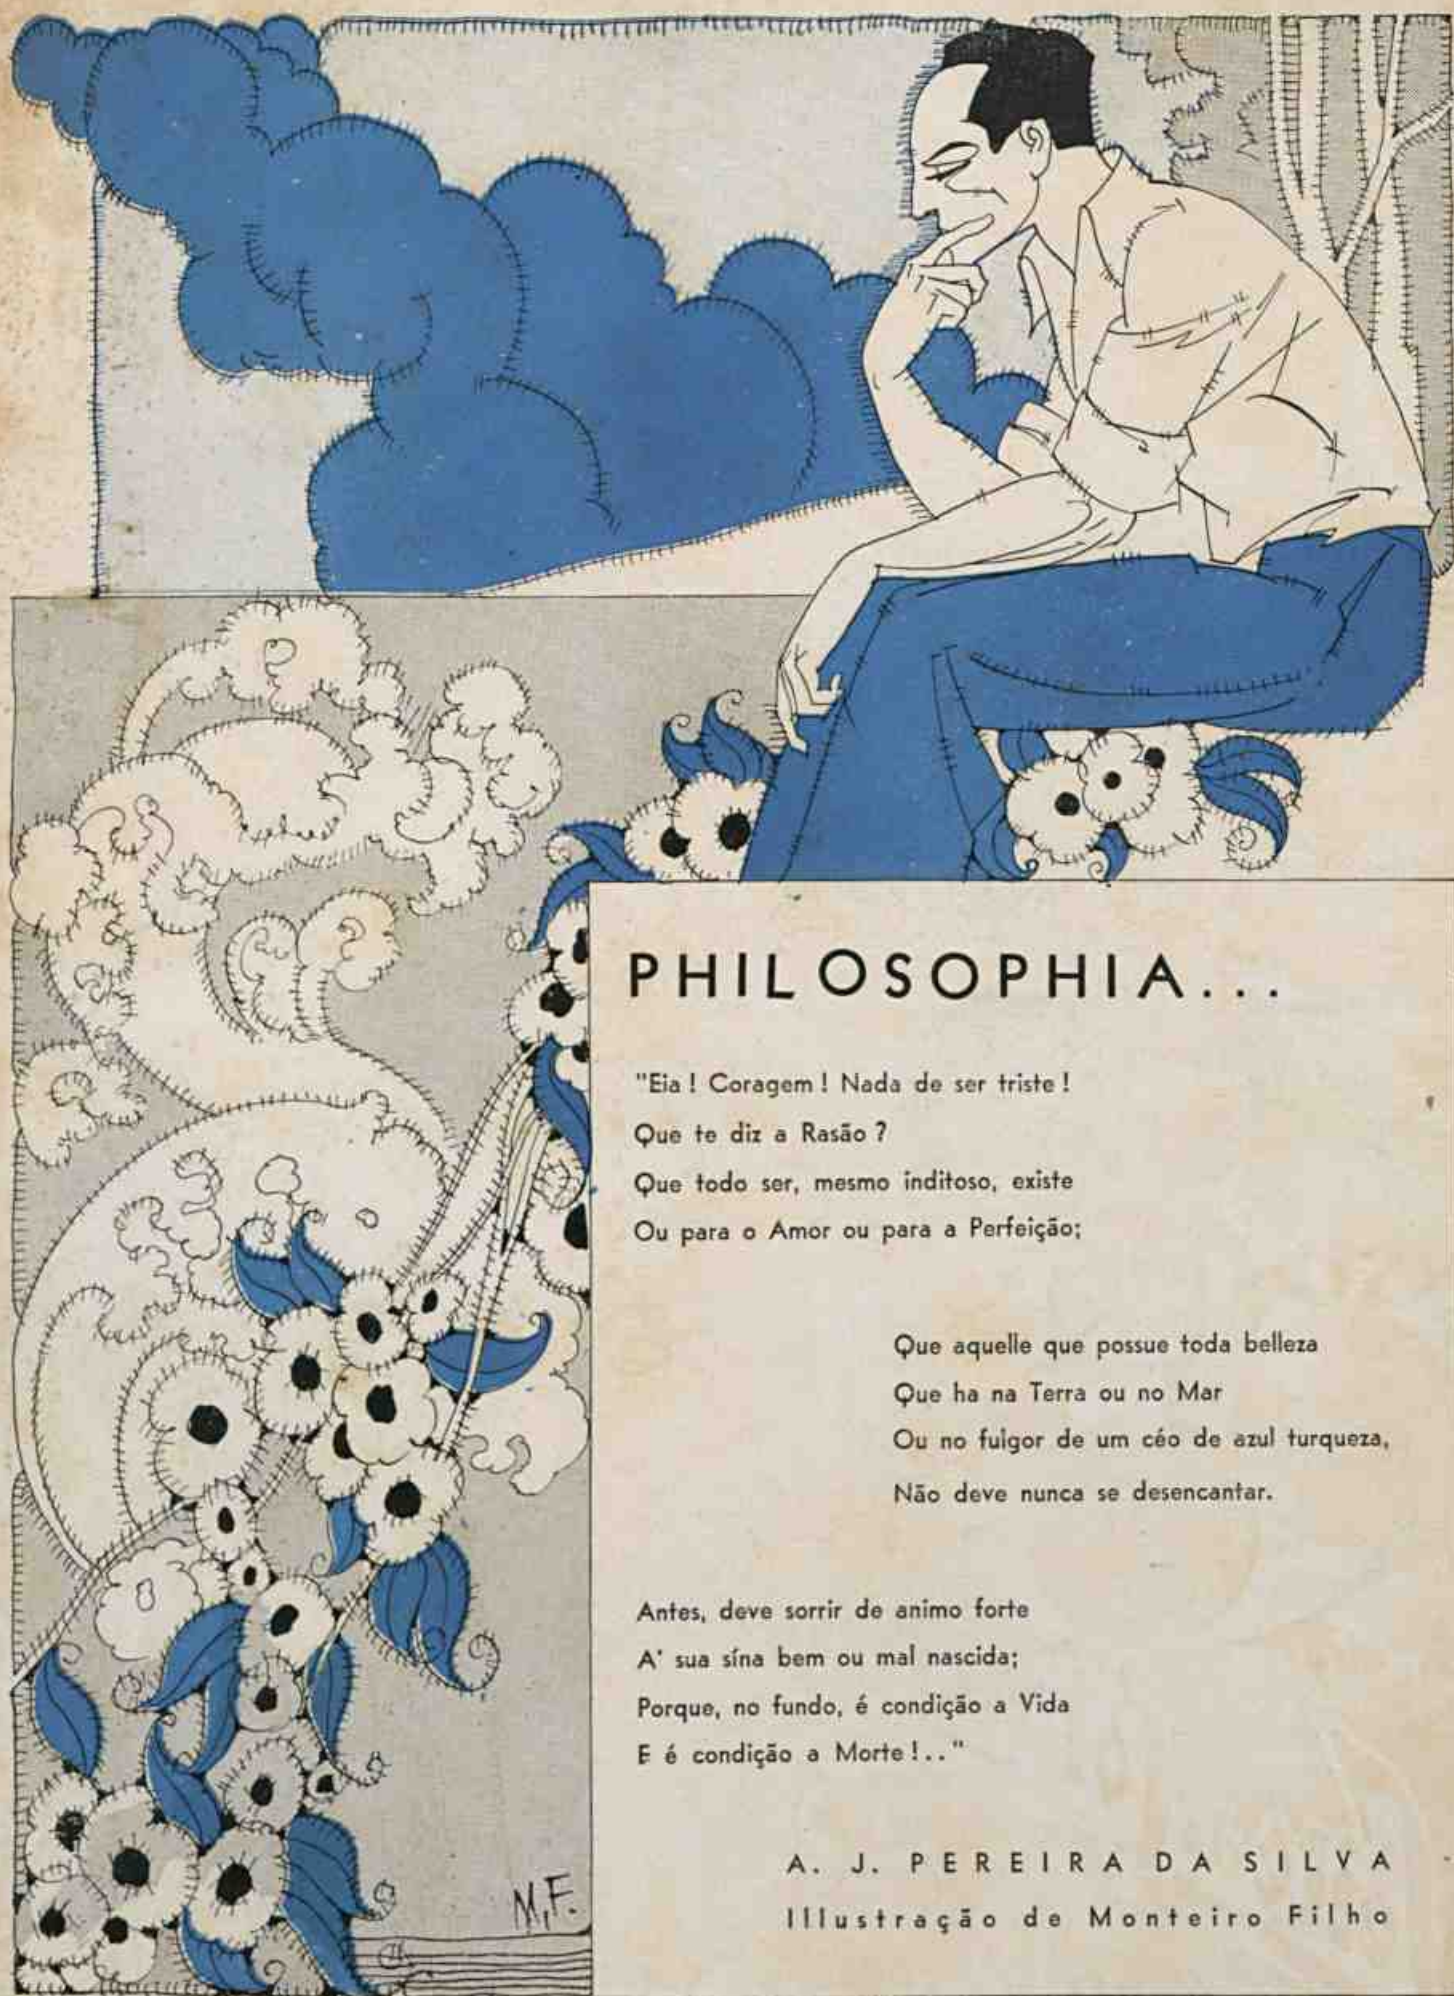 PHILOSOPHIA...
"Eia ! Coragem ! Nada de ser triste !
Que te diz a Rasão ?
Que todo ser, mesmo inditoso, existe
Ou para o Amor ou para a Perfeição;
Que aquelle que possue toda belleza
Que ha na Terra ou no Mar
Ou no fulgor de um céo de azul turqueza,
Não deve nunca se desencantar.
Antes, deve sorrir de animo forte
A' sua sína bem ou mal nascida;
Porque, no fundo, é condição a Vida
E é condição a Morte !.."
M.F.
A. J. PEREIRA DA SILVA
Illustração de Monteiro Filho